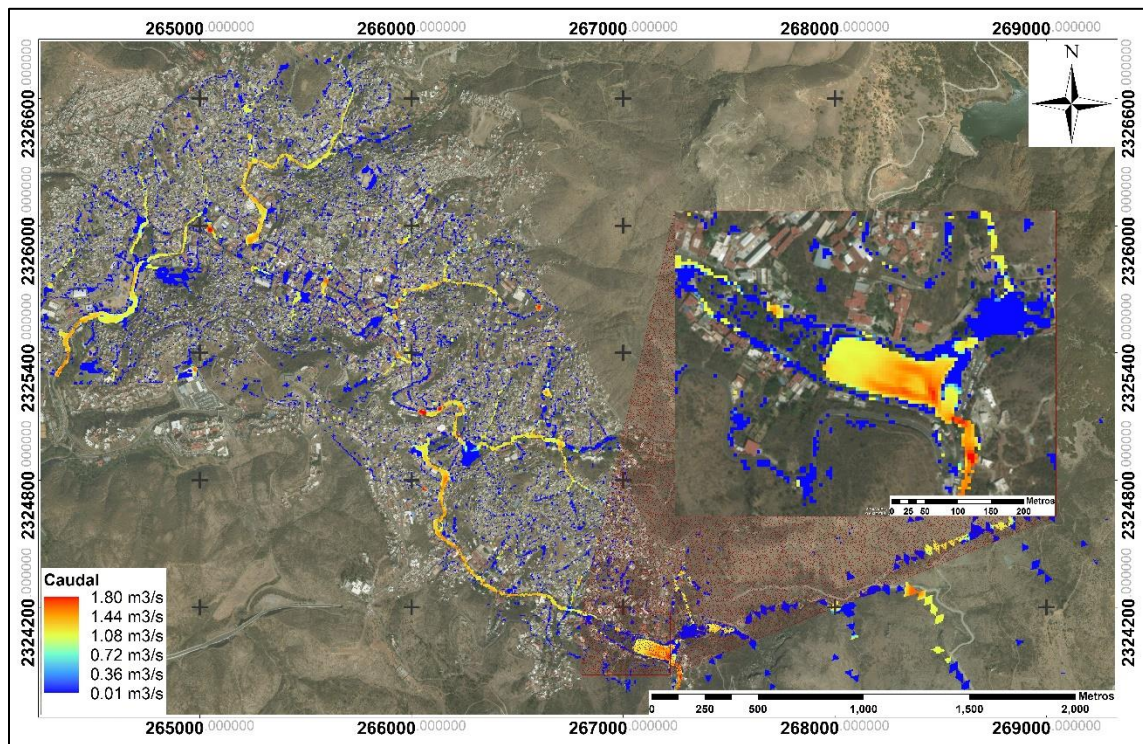 265000.000000 266000.000000 267000.000000 268000.000000 269000.000000
N
2326600.000000 2326600.000000
2326000.000000 2326000.000000
2325400.000000 2325400.000000
2324800.000000 2324800.000000
2324200.000000 2324200.000000
Metros
0 25 50 100 150 200
Caudal
1.80 m3/s
1.44 m3/s
1.08 m3/s
0.72 m3/s
0.36 m3/s
0.01 m3/s
Metros
0 250 500 1,000 1,500 2,000
265000.000000 266000.000000 267000.000000 268000.000000 269000.000000